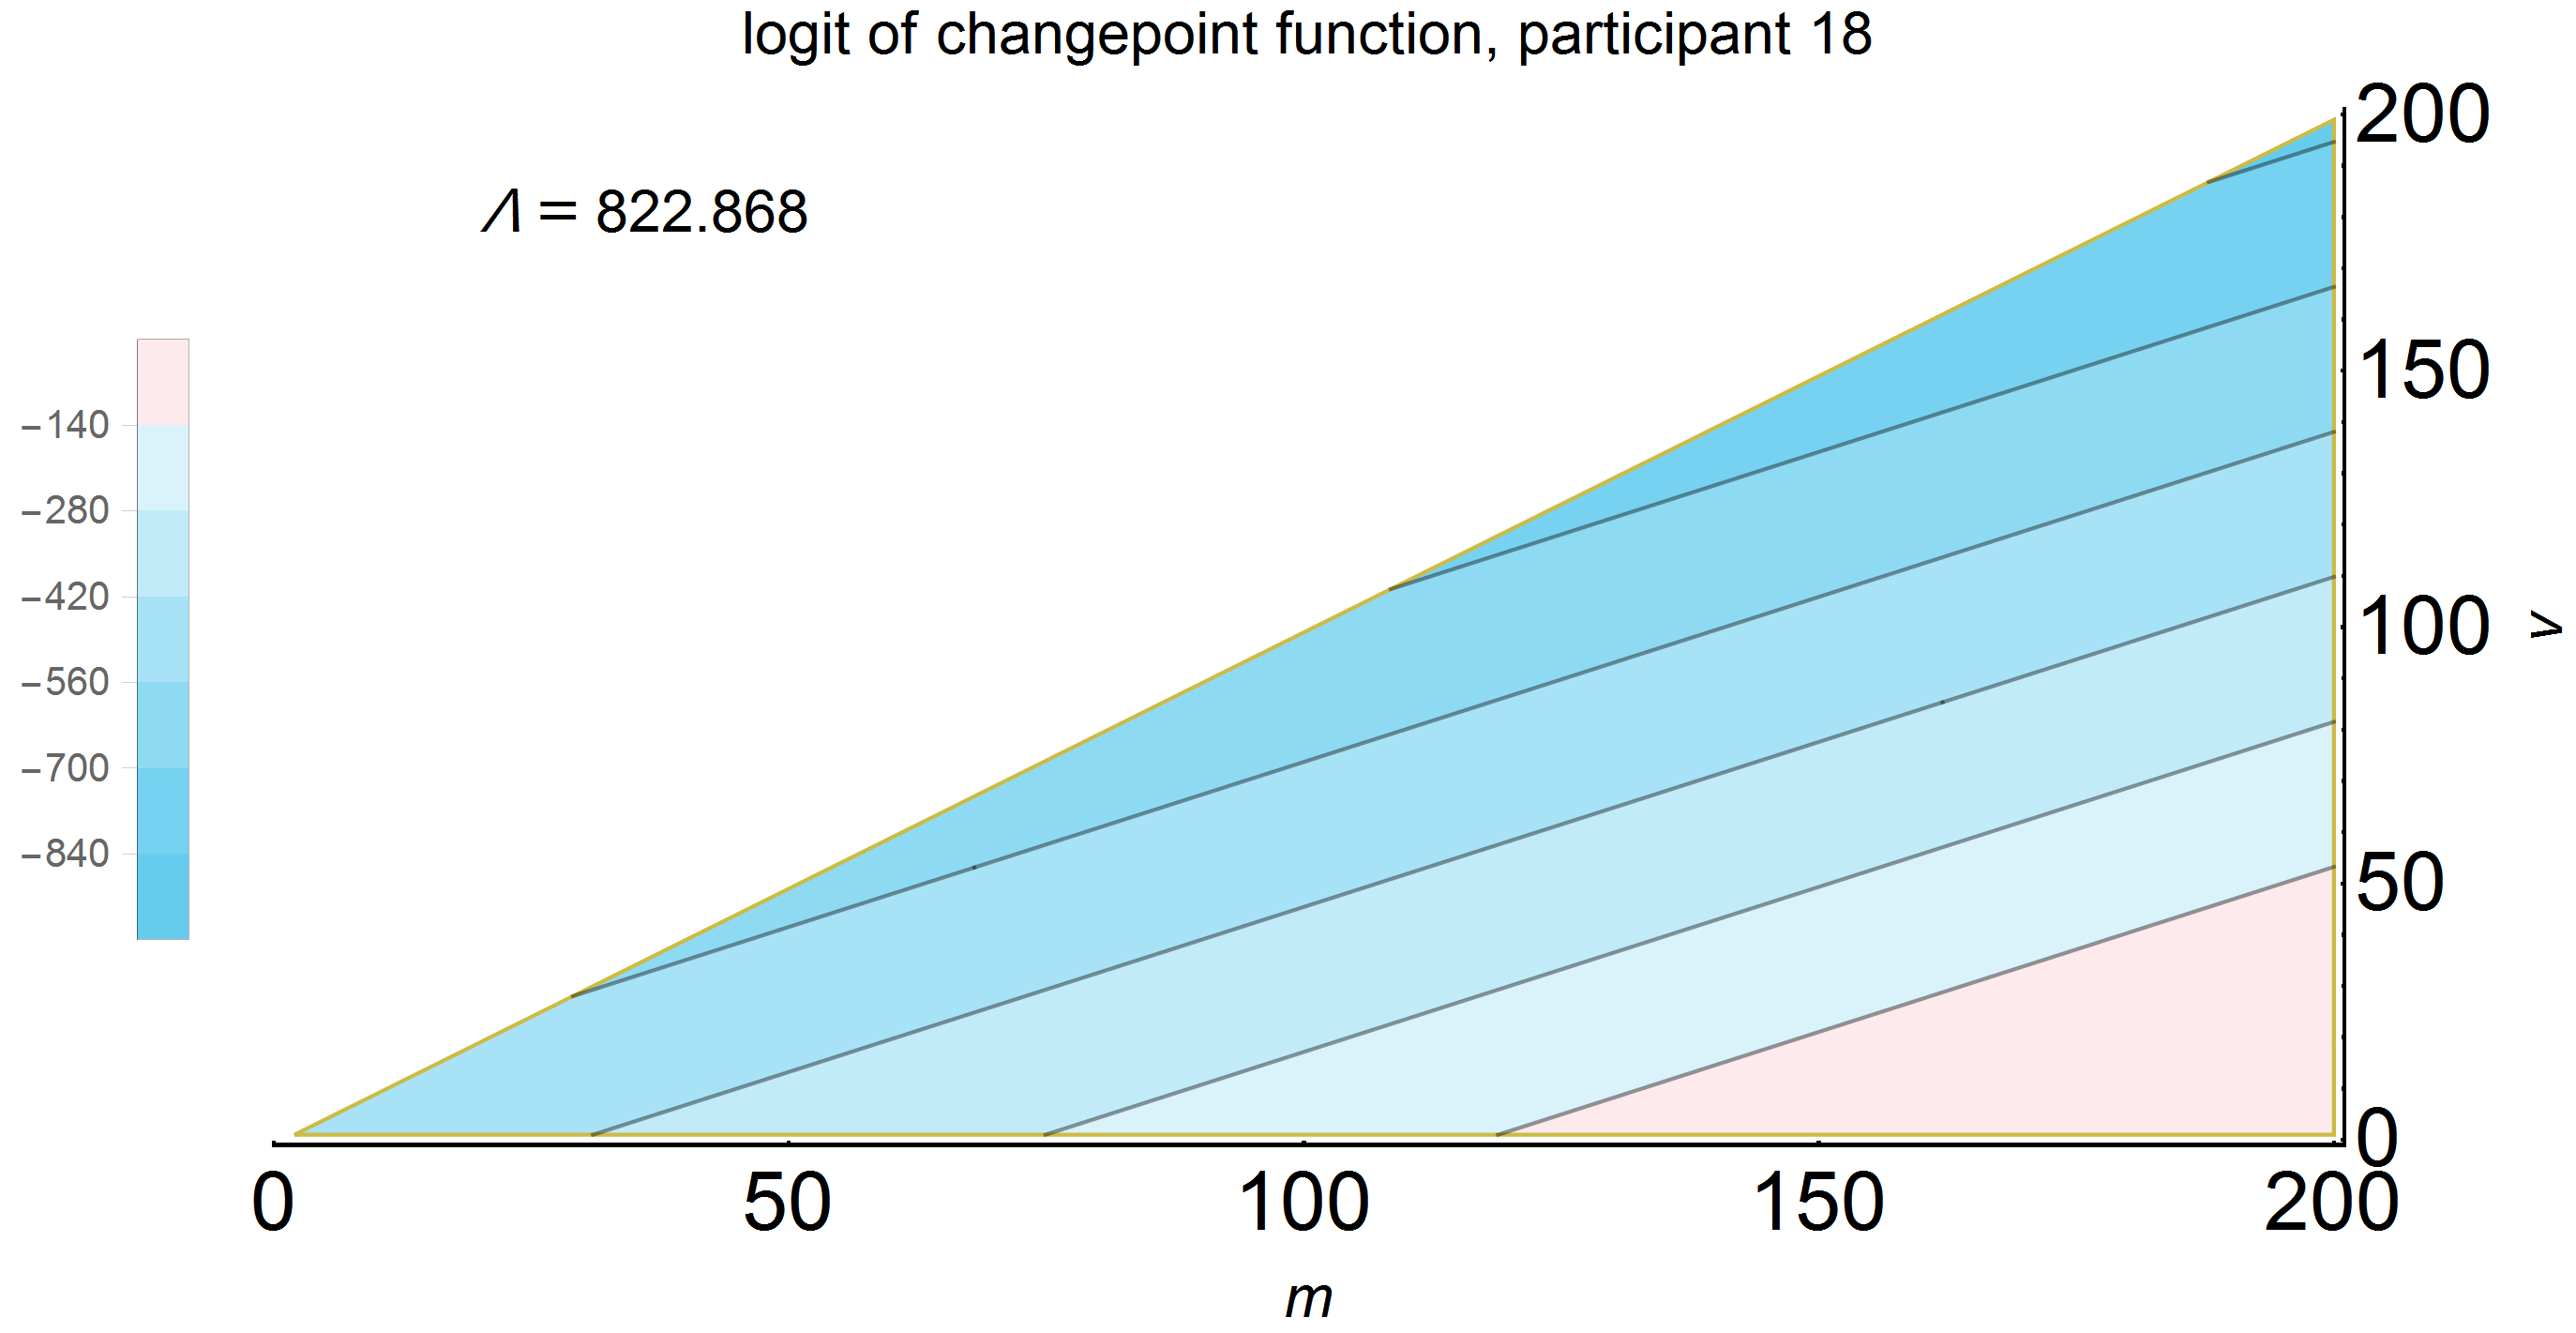 logit of changepoint function, participant 18
Λ = 822.868
−140
−280
−420
−560
−700
−840
200
150
100
50
0
v
0 50 100 150 200
m